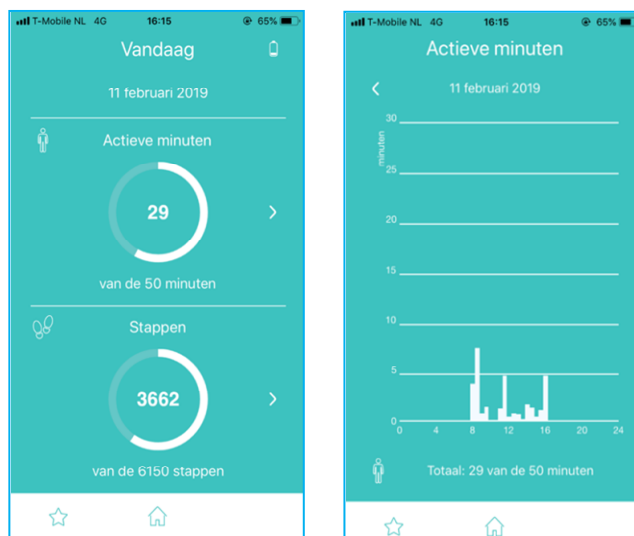 T-Mobile NL 4G 16:15 65%
Vandaag
11 februari 2019
Actieve minuten
29
van de 50 minuten
Stappen
3662
van de 6150 stappen
T-Mobile NL 4G 16:15 65%
Actieve minuten
11 februari 2019
minuten
30
25
20
15
10
5
0
0 4 8 12 16 20 24
Totaal: 29 van de 50 minuten